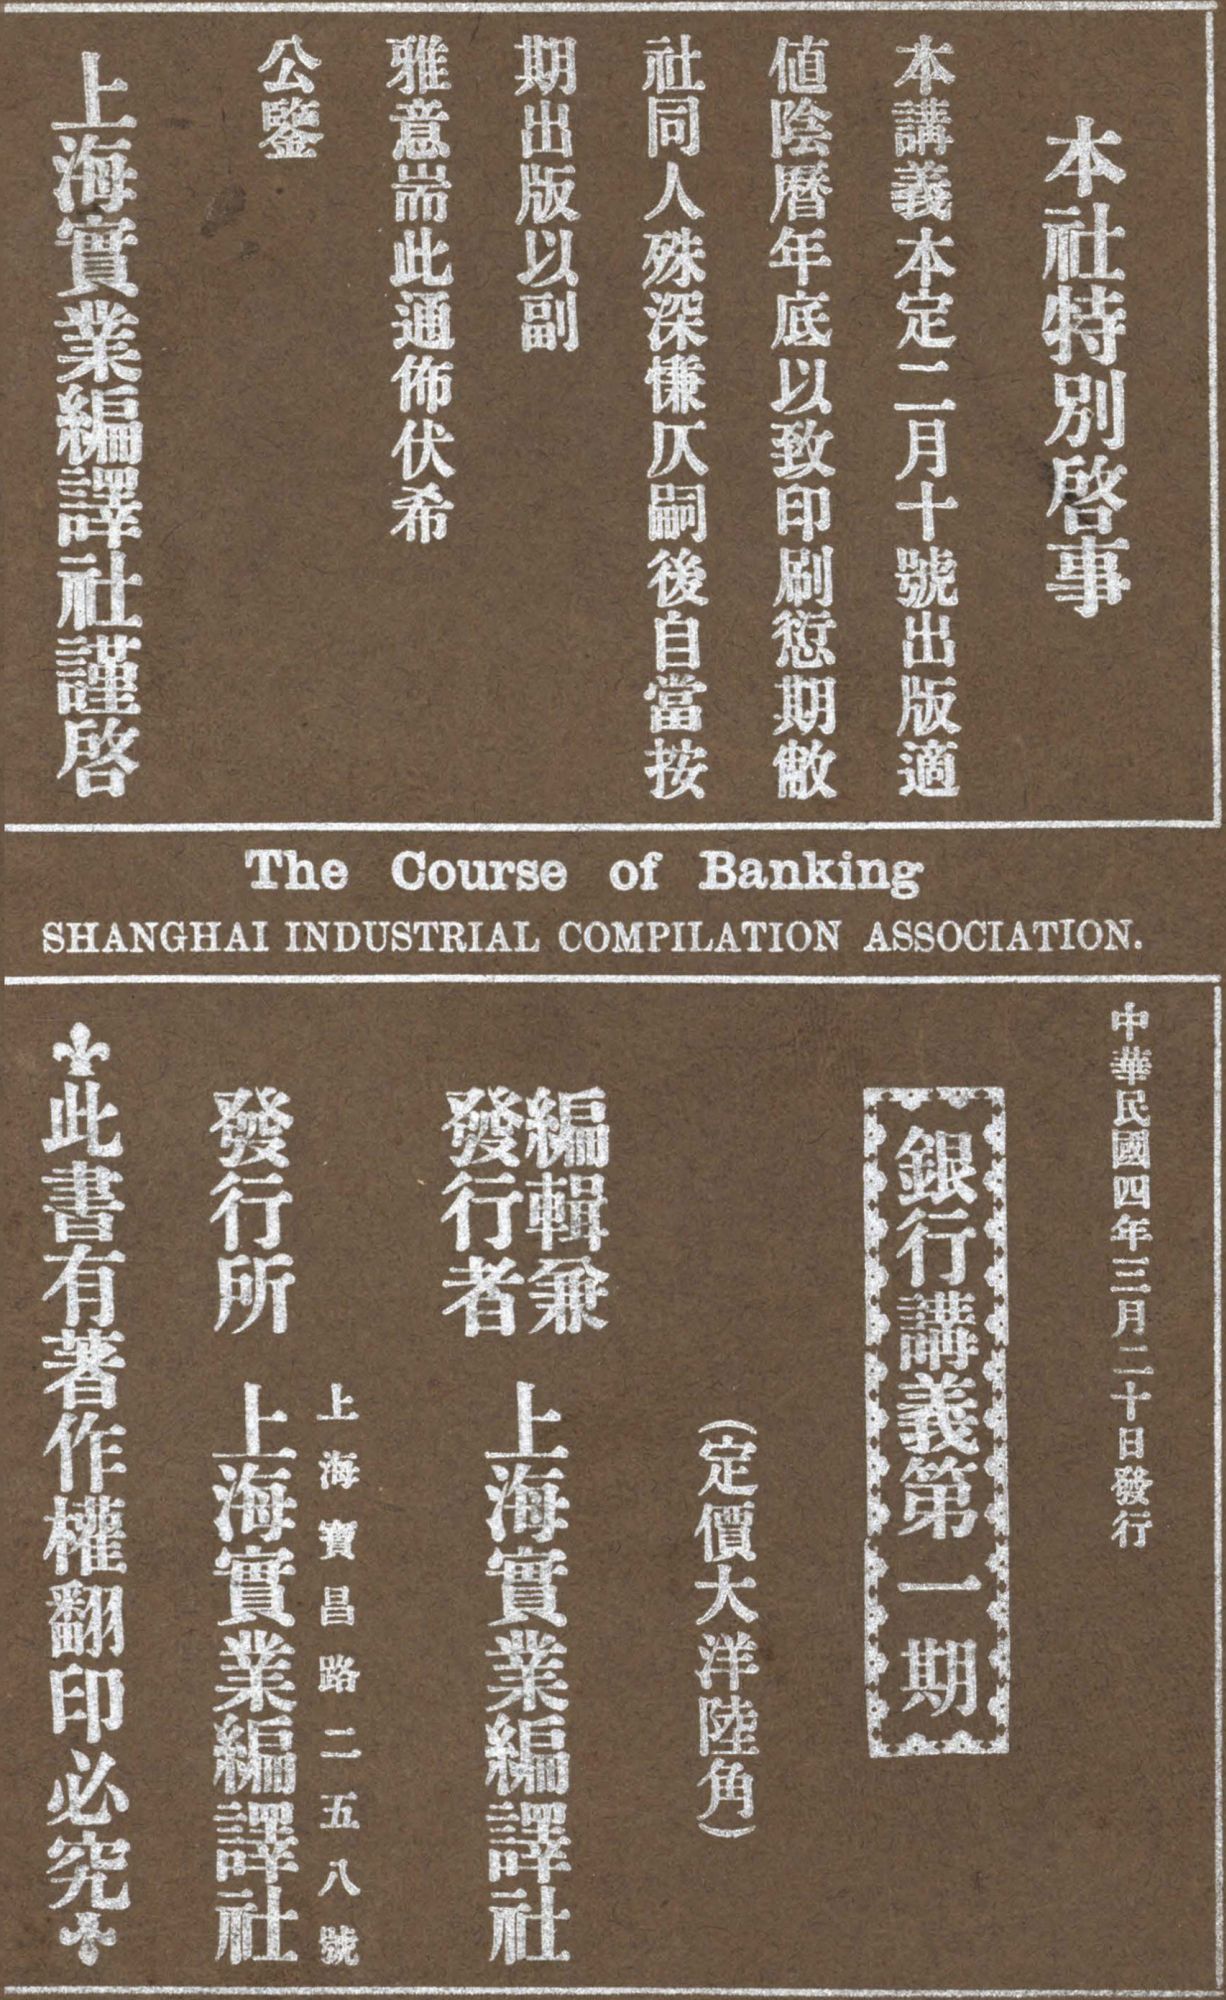 本社特別啓事
本講義本定二月十號出版適
値陰曆年底以致印刷愆期敝
社同人殊深慊仄嗣後自當按
期出版以副
雅意耑此通佈伏希
公鑒
上海實業編譯社謹啓
The Course of Banking
SHANGHAI INDUSTRIAL COMPILATION ASSOCIATION.
中華民國四年三月二十日發行
銀行講義第一期
(定價大洋陸角)
編輯兼
發行者
上海實業編譯社
上海寶昌路二五八號
發行所
上海實業編譯社
此書有著作權翻印必究